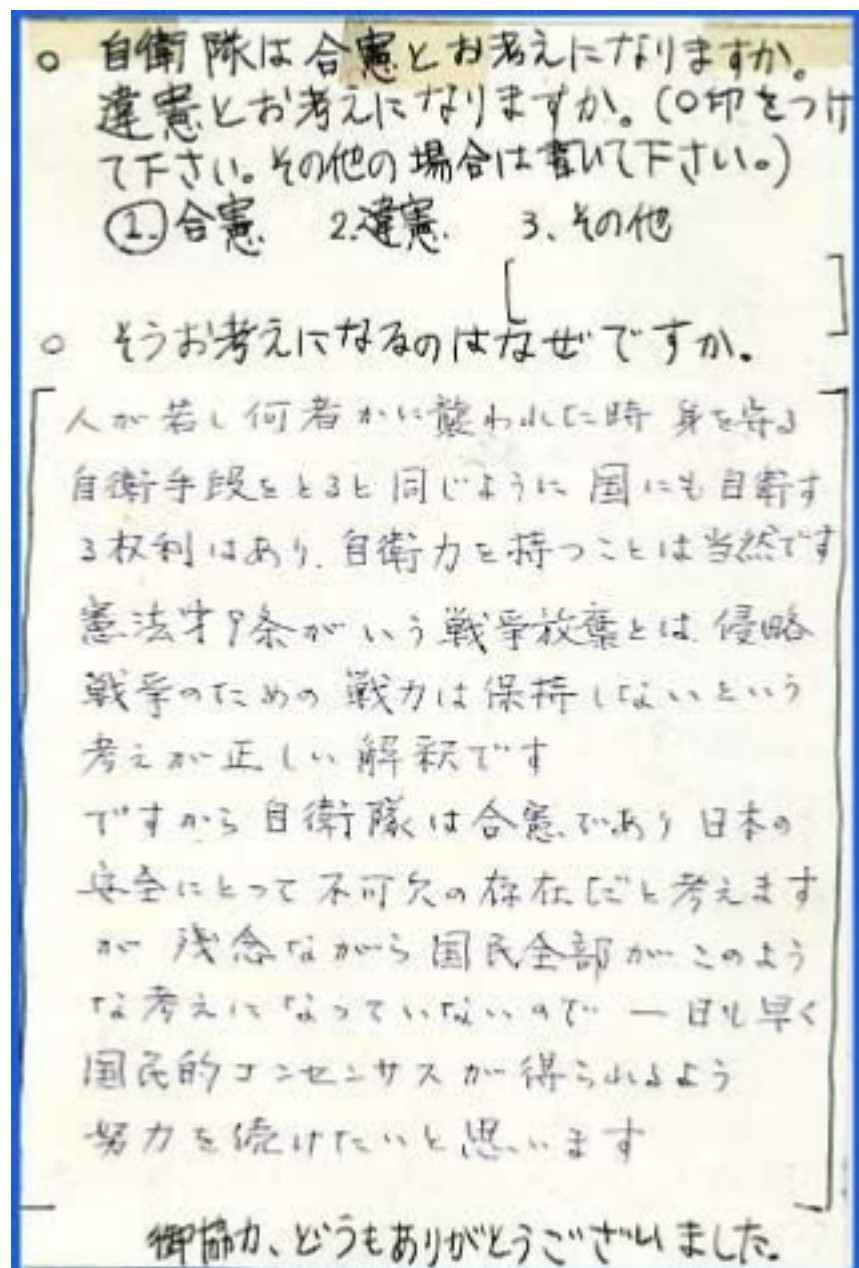 ○ 自衛隊は合憲とお考えになりますか。
違憲とお考えになりますか。(○印をつけ
て下さい。その他の場合は書いて下さい。)
①.合憲. 2.違憲. 3、その他
[ ]
○ そうお考えになるのはなぜですか。
人が若し何者かに襲われた時 身を守る
自衛手段をとると同じように 国にも自衛す
る权利はあり、自衛力を持つことは当然です
憲法才9条がいう戦争放棄とは、侵略
戦争のための 戦力は保持しないという
考えが正しい解釈です
ですから自衛隊は合憲であり 日本の
安全にとって不可欠の存在だと考えます
が 残念ながら国民全部が このよう
な考えになっていないので 一日も早く
国民的コンセンサスが得られるよう
努力を続けたいと思います
御協力、どうもありがとうございました。